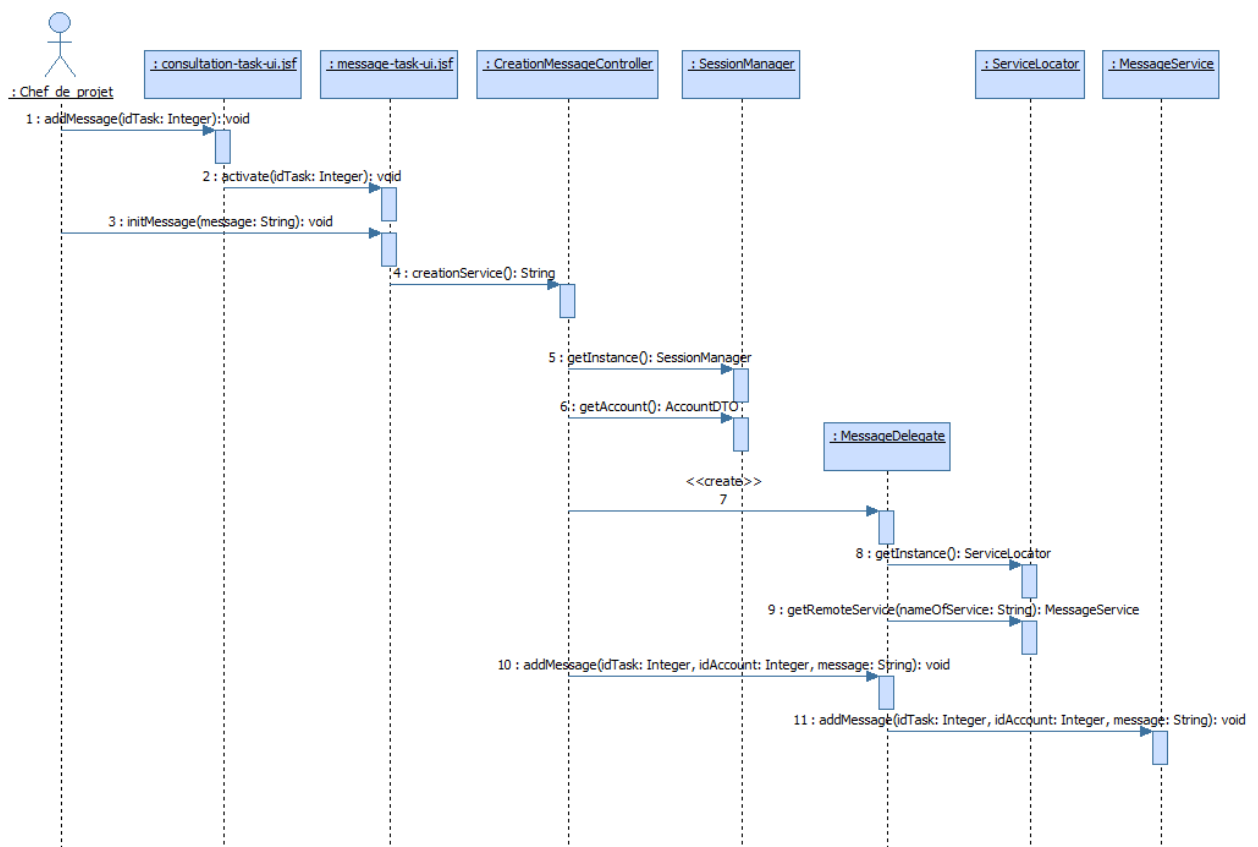 : consultation-task-ui.jsf
: message-task-ui.jsf
: CreationMessageController
: SessionManager
: ServiceLocator
: MessageService
: Chef de projet
1 : addMessage(idTask: Integer): void
2 : activate(idTask: Integer): void
3 : initMessage(message: String): void
4 : creationService(): String
5 : getInstance(): SessionManager
6 : getAccount(): AccountDTO
: MessageDelegate
<<create>>
7
8 : getInstance(): ServiceLocator
9 : getRemoteService(nameOfService: String): MessageService
10 : addMessage(idTask: Integer, idAccount: Integer, message: String): void
11 : addMessage(idTask: Integer, idAccount: Integer, message: String): void